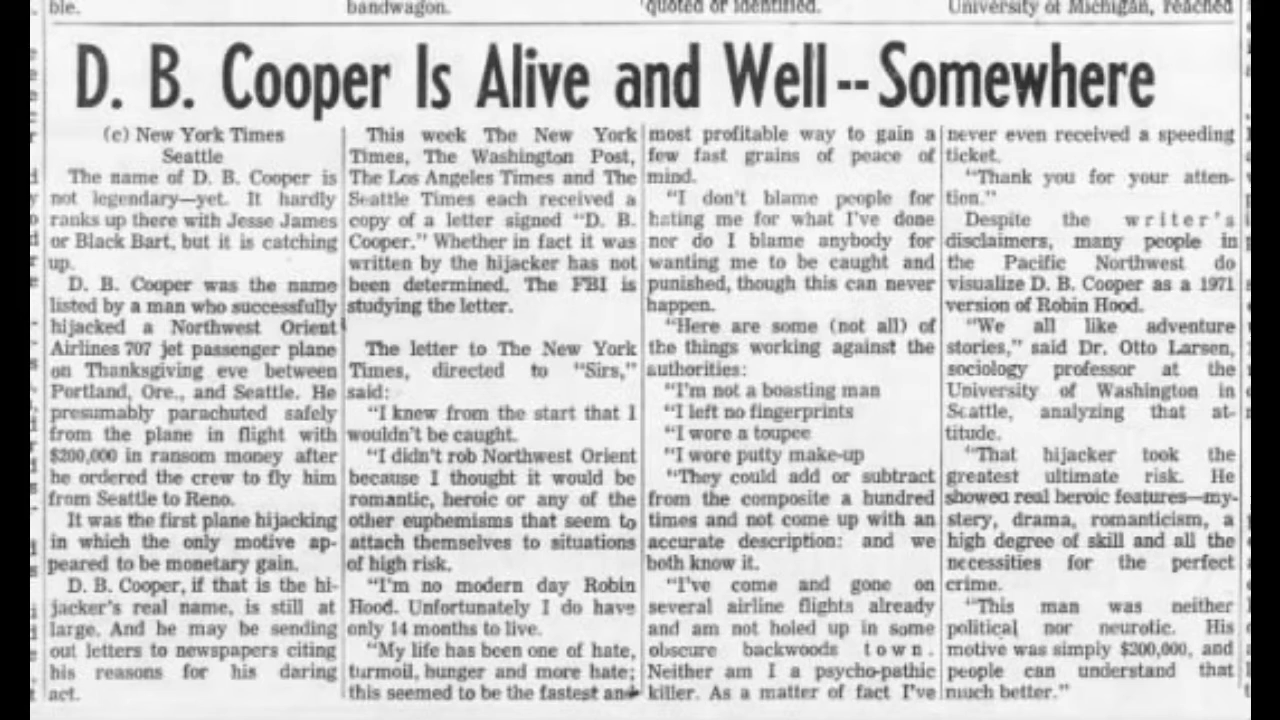 ble.
bandwagon.
quoted or identified.
University of Michigan, reached
D. B. Cooper Is Alive and Well -- Somewhere
(c) New York Times
Seattle
The name of D. B. Cooper is
not legendary—yet. It hardly
ranks up there with Jesse James
or Black Bart, but it is catching
up.
D. B. Cooper was the name
listed by a man who successfully
hijacked a Northwest Orient
Airlines 707 jet passenger plane
on Thanksgiving eve between
Portland, Ore., and Seattle. He
presumably parachuted safely
from the plane in flight with
$200,000 in ransom money after
he ordered the crew to fly him
from Seattle to Reno.
It was the first plane hijacking
in which the only motive ap-
peared to be monetary gain.
D. B. Cooper, if that is the hi-
jacker's real name, is still at
large. And he may be sending
out letters to newspapers citing
his reasons for his daring
act.
This week The New York
Times, The Washington Post,
The Los Angeles Times and The
Seattle Times each received a
copy of a letter signed "D. B.
Cooper." Whether in fact it was
written by the hijacker has not
been determined. The FBI is
studying the letter.
The letter to The New York
Times, directed to "Sirs,"
said:
"I knew from the start that I
wouldn't be caught.
"I didn't rob Northwest Orient
because I thought it would be
romantic, heroic or any of the
other euphemisms that seem to
attach themselves to situations
of high risk.
"I'm no modern day Robin
Hood. Unfortunately I do have
only 14 months to live.
"My life has been one of hate,
turmoil, hunger and more hate;
this seemed to be the fastest and
most profitable way to gain a
few fast grains of peace of
mind.
"I don't blame people for
hating me for what I've done
nor do I blame anybody for
wanting me to be caught and
punished, though this can never
happen.
"Here are some (not all) of
the things working against the
authorities:
"I'm not a boasting man
"I left no fingerprints
"I wore a toupee
"I wore putty make-up
"They could add or subtract
from the composite a hundred
times and not come up with an
accurate description: and we
both know it.
"I've come and gone on
several airline flights already
and am not holed up in some
obscure backwoods town.
Neither am I a psycho-pathic
killer. As a matter of fact I've
never even received a speeding
ticket.
"Thank you for your atten-
tion."
Despite the writer's
disclaimers, many people in
the Pacific Northwest do
visualize D. B. Cooper as a 1971
version of Robin Hood.
"We all like adventure
stories," said Dr. Otto Larsen,
sociology professor at the
University of Washington in
Seattle, analyzing that at-
titude.
"That hijacker took the
greatest ultimate risk. He
showed real heroic features—my-
stery, drama, romanticism, a
high degree of skill and all the
necessities for the perfect
crime.
"This man was neither
political nor neurotic. His
motive was simply $200,000, and
people can understand that
much better."